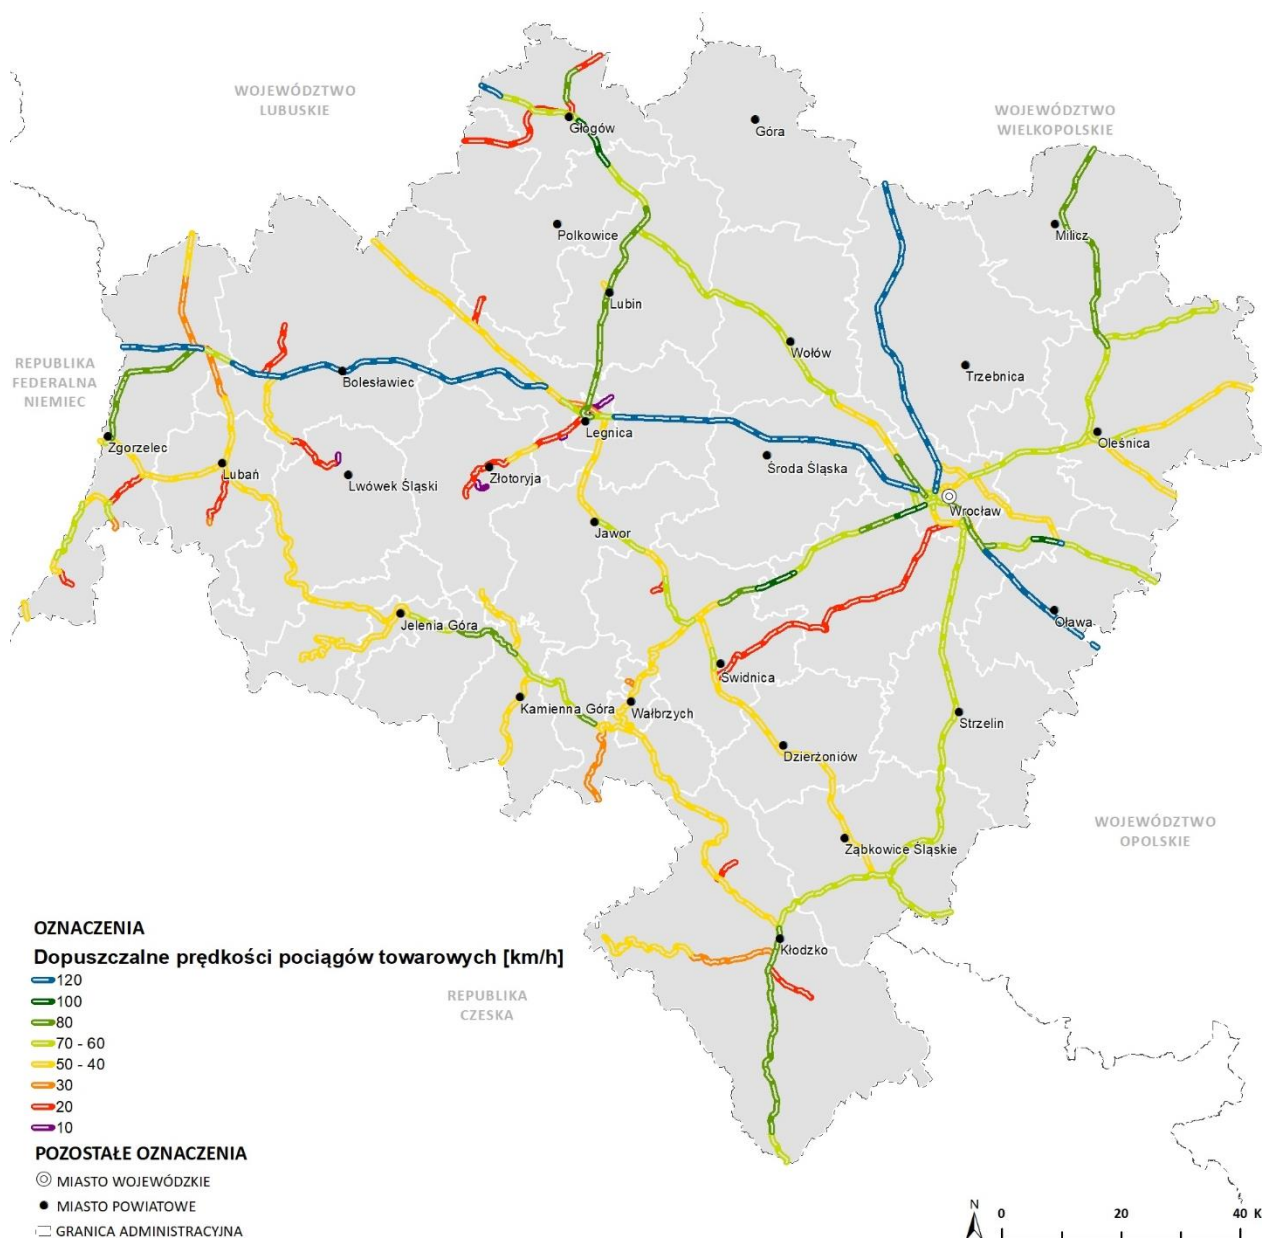 WOJEWÓDZTWO
LUBUSKIE
WOJEWÓDZTWO
WIELKOPOLSKIE
Głogów
Góra
Polkowice
Milicz
Lubin
Wołów
REPUBLIKA
FEDERALNA
NIEMIEC
Bolesławiec
Trzebnica
Legnica
Oleśnica
Zgorzelec
Lubań
Lwówek Śląski
Złotoryja
Środa Śląska
Wrocław
Jawor
Jelenia Góra
Oława
Świdnica
Kamienna Góra
Wałbrzych
Strzelin
Dzierżoniów
WOJEWÓDZTWO
OPOLSKIE
Ząbkowice Śląskie
Kłodzko
REPUBLIKA
CZESKA
OZNACZENIA
Dopuszczalne prędkości pociągów towarowych [km/h]
120
100
80
70 - 60
50 - 40
30
20
10
POZOSTAŁE OZNACZENIA
MIASTO WOJEWÓDZKIE
MIASTO POWIATOWE
GRANICA ADMINISTRACYJNA
N
0 20 40 K